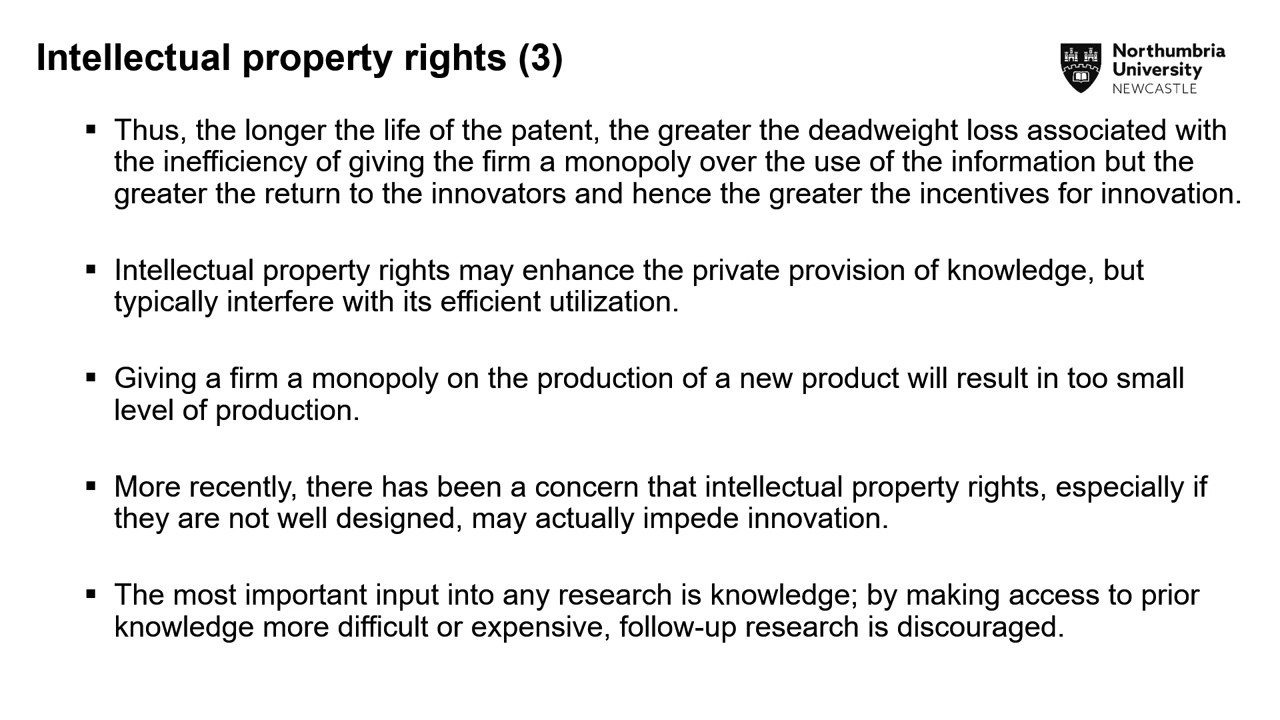 Intellectual property rights (3)
Northumbria
University
NEWCASTLE
▪ Thus, the longer the life of the patent, the greater the deadweight loss associated with
the inefficiency of giving the firm a monopoly over the use of the information but the
greater the return to the innovators and hence the greater the incentives for innovation.
▪ Intellectual property rights may enhance the private provision of knowledge, but
typically interfere with its efficient utilization.
▪ Giving a firm a monopoly on the production of a new product will result in too small
level of production.
▪ More recently, there has been a concern that intellectual property rights, especially if
they are not well designed, may actually impede innovation.
▪ The most important input into any research is knowledge; by making access to prior
knowledge more difficult or expensive, follow-up research is discouraged.